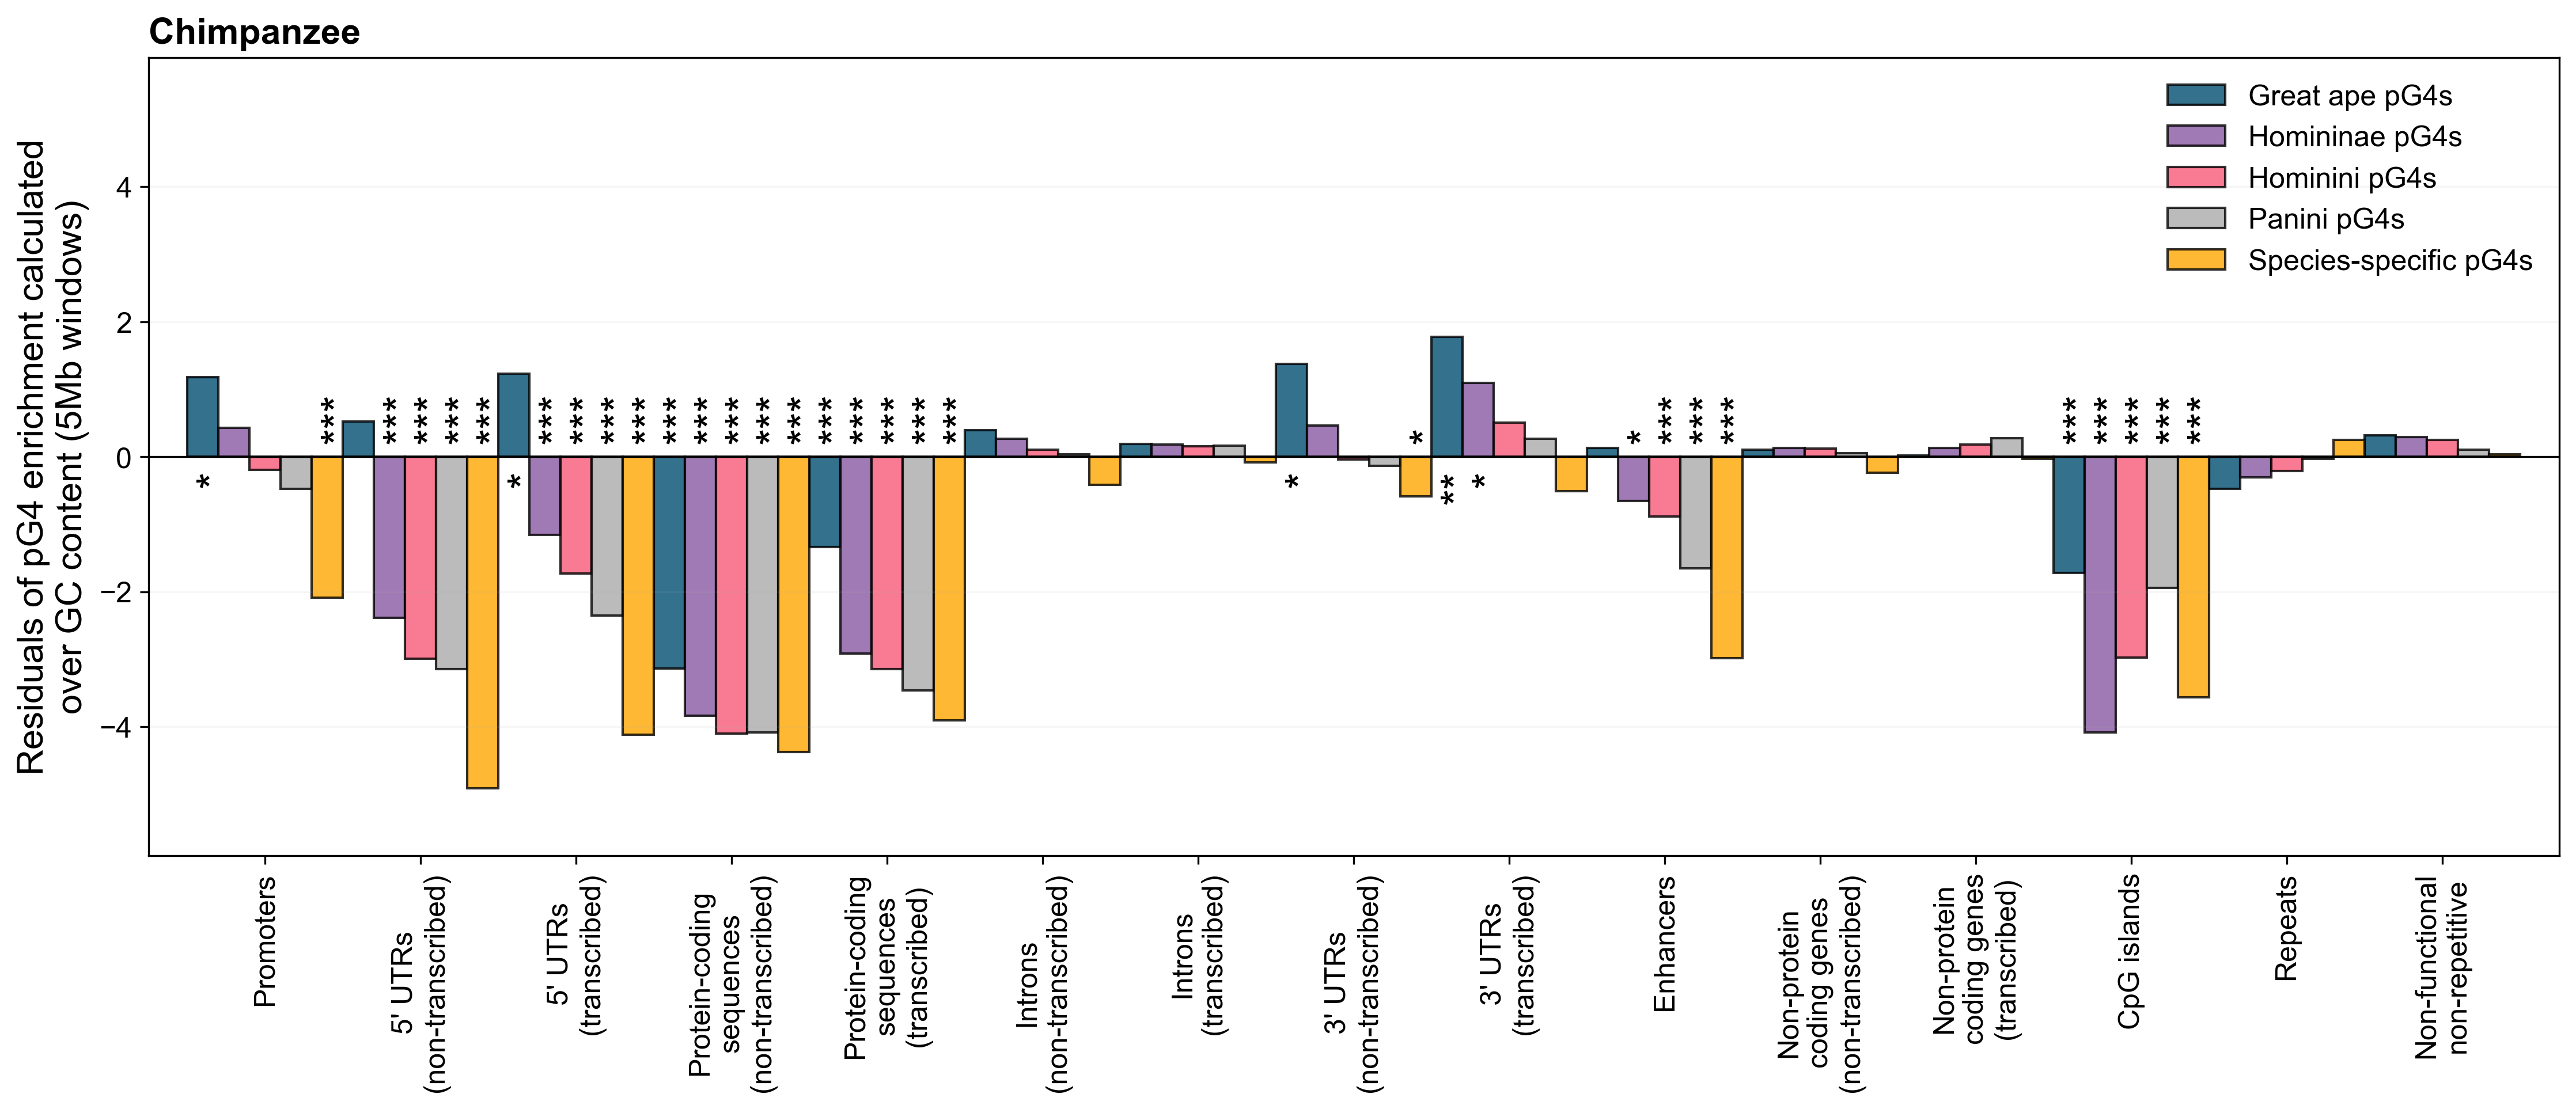 Chimpanzee
Residuals of pG4 enrichment calculated
over GC content (5Mb windows)
4
2
0
−2
−4
Great ape pG4s
Homininae pG4s
Hominini pG4s
Panini pG4s
Species-specific pG4s
*
***
***
***
***
***
*
***
***
***
***
***
***
***
***
***
***
***
***
***
***
*
*
**
*
*
***
***
***
***
***
***
***
***
Promoters
5' UTRs
(non-transcribed)
5' UTRs
(transcribed)
Protein-coding
sequences
(non-transcribed)
Protein-coding
sequences
(transcribed)
Introns
(non-transcribed)
Introns
(transcribed)
3' UTRs
(non-transcribed)
3' UTRs
(transcribed)
Enhancers
Non-protein
coding genes
(non-transcribed)
Non-protein
coding genes
(transcribed)
CpG islands
Repeats
Non-functional
non-repetitive